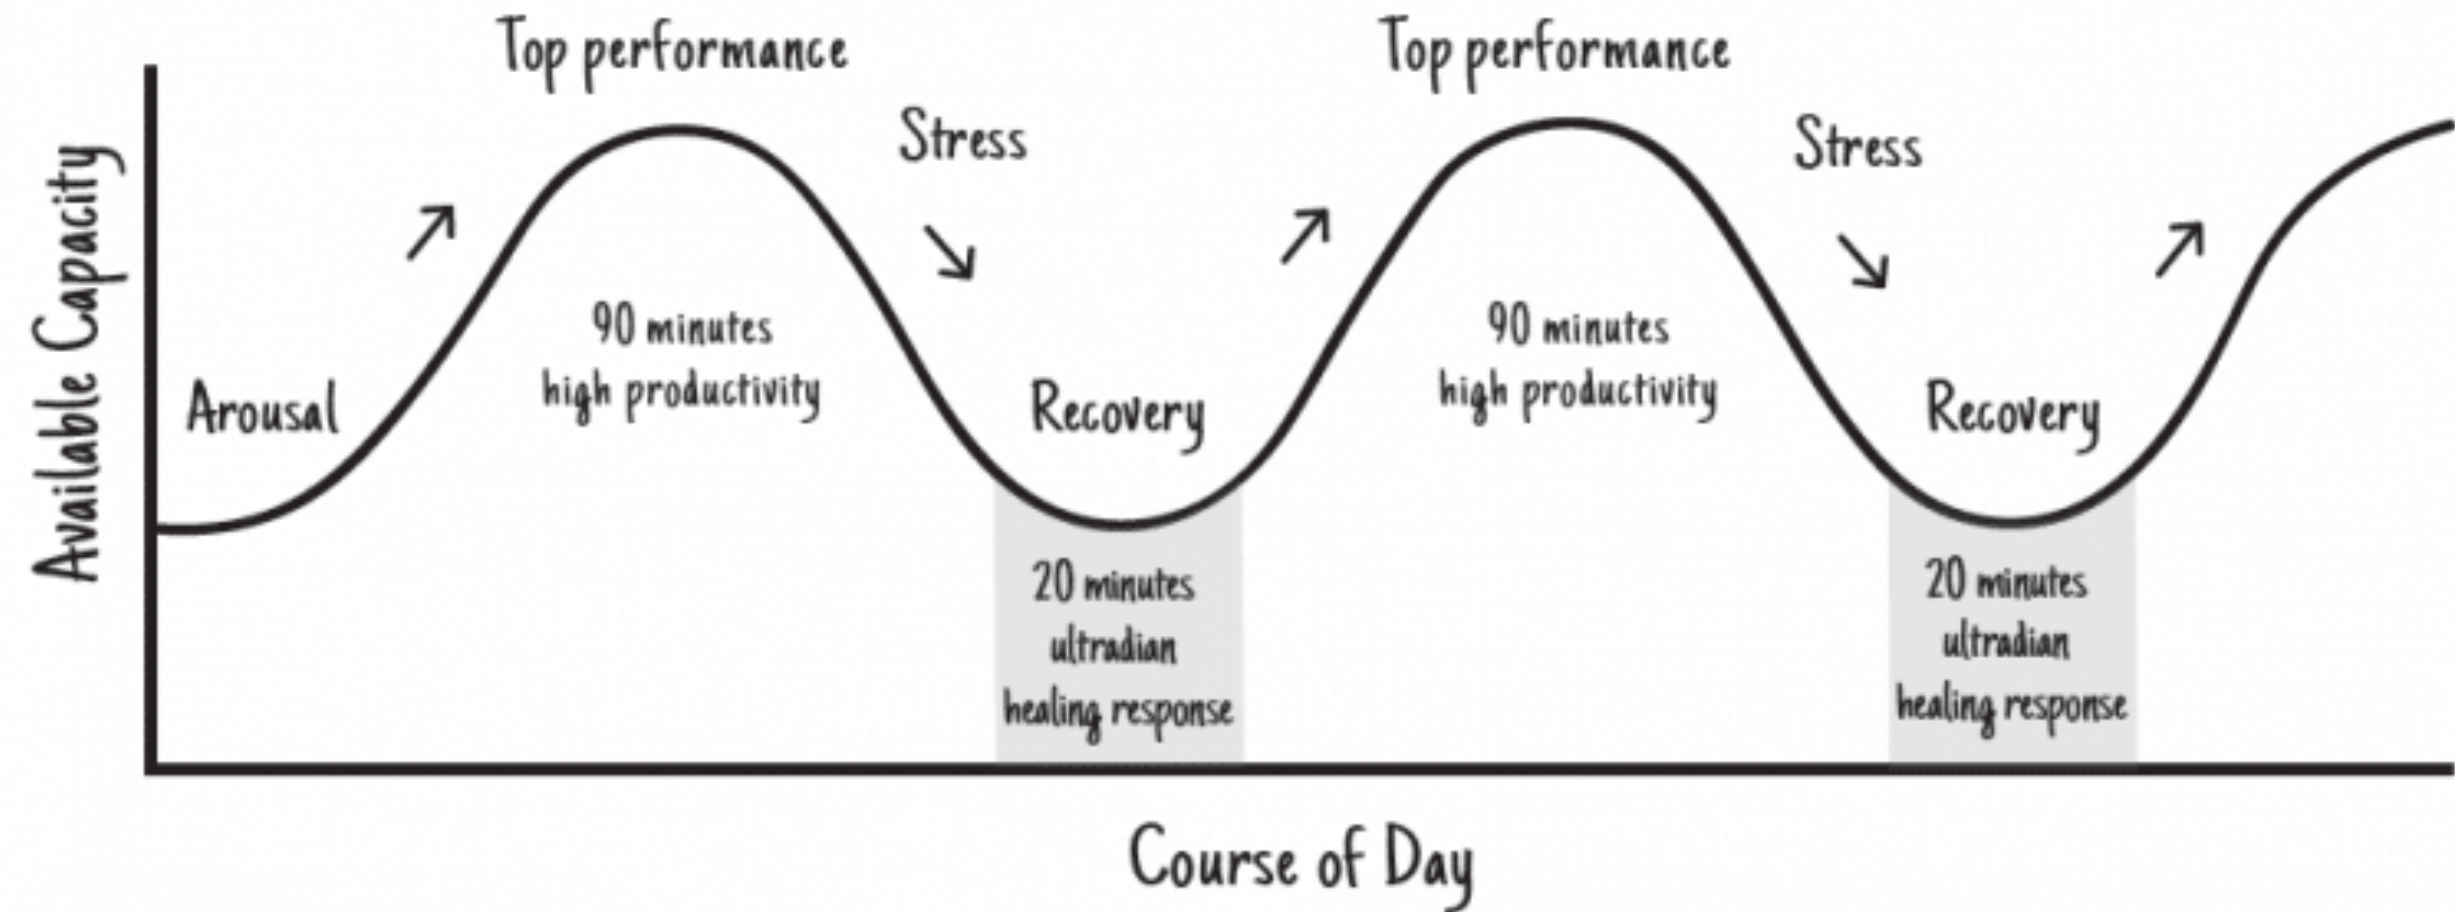 Top performance
Top performance
Stress
Stress
Available Capacity
90 minutes
high productivity
90 minutes
high productivity
Arousal
Recovery
Recovery
20 minutes
ultradian
healing response
20 minutes
ultradian
healing response
Course of Day